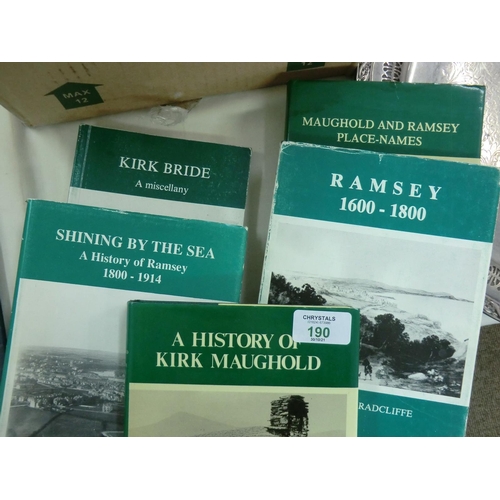 MAX
12
MAUGHOLD AND RAMSEY
PLACE-NAMES
KIRK BRIDE
A miscellany
RAMSEY
1600 - 1800
RADCLIFFE
SHINING BY THE SEA
A History of Ramsey
1800 - 1914
A HISTORY OF
KIRK MAUGHOLD
CHRYSTALS
190